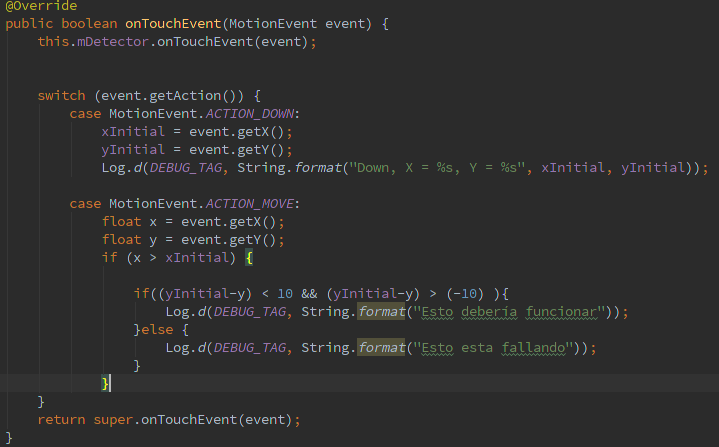 @Override
public boolean onTouchEvent(MotionEvent event) {
this.mDetector.onTouchEvent(event);
switch (event.getAction()) {
case MotionEvent.ACTION_DOWN:
xInitial = event.getX();
yInitial = event.getY();
Log.d(DEBUG_TAG, String.format("Down, X = %s, Y = %s", xInitial, yInitial));
case MotionEvent.ACTION_MOVE:
float x = event.getX();
float y = event.getY();
if (x > xInitial) {
if((yInitial-y) < 10 && (yInitial-y) > (-10) ){
Log.d(DEBUG_TAG, String.format("Esto deberia funcionar"));
}else {
Log.d(DEBUG_TAG, String.format("Esto esta fallando"));
}
}
}
return super.onTouchEvent(event);
}